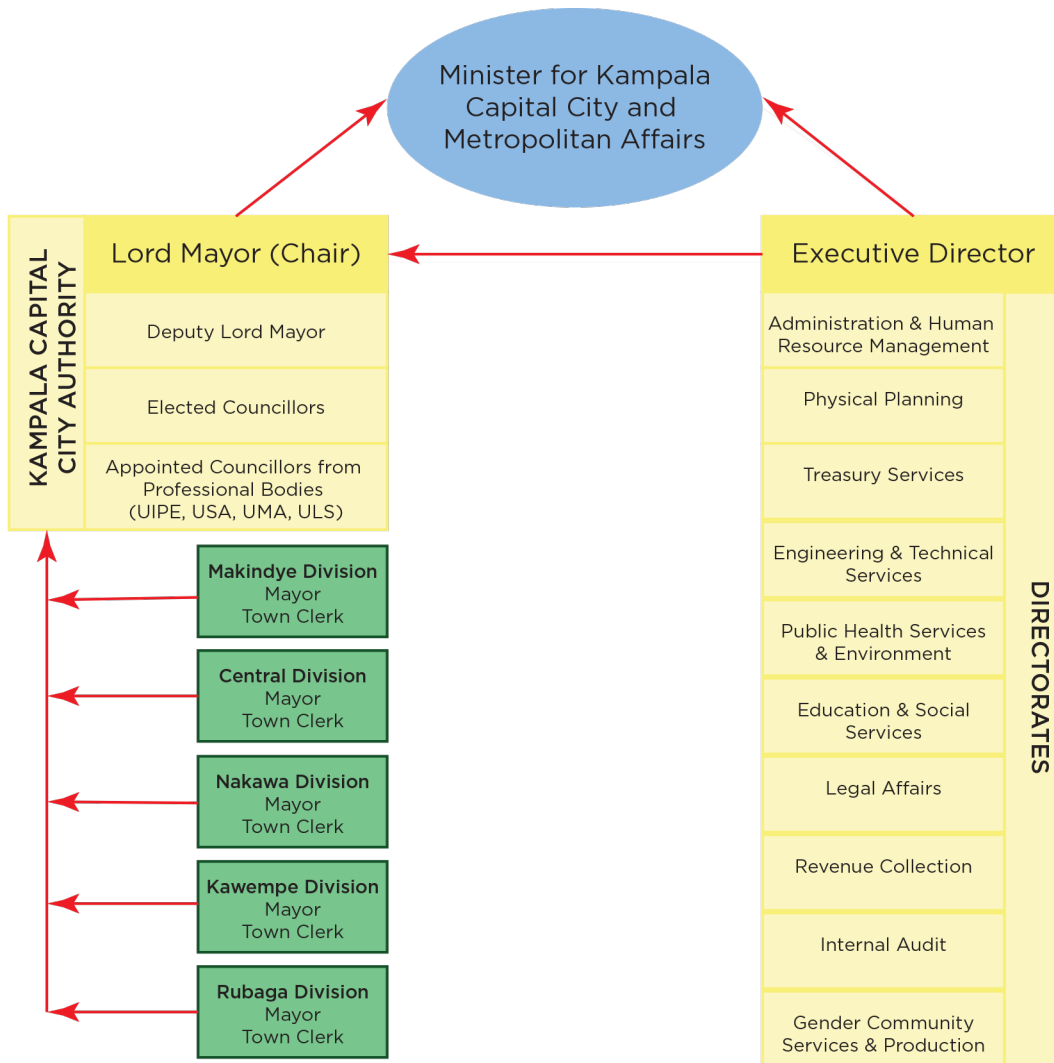 Minister for Kampala
Capital City and
Metropolitan Affairs
KAMPALA CAPITAL
CITY AUTHORITY
Lord Mayor (Chair)
Deputy Lord Mayor
Elected Councillors
Appointed Councillors from
Professional Bodies
(UIPE, USA, UMA, ULS)
Makindye Division
Mayor
Town Clerk
Central Division
Mayor
Town Clerk
Nakawa Division
Mayor
Town Clerk
Kawempe Division
Mayor
Town Clerk
Rubaga Division
Mayor
Town Clerk
Executive Director
Administration & Human
Resource Management
Physical Planning
Treasury Services
Engineering & Technical
Services
Public Health Services
& Environment
Education & Social
Services
Legal Affairs
Revenue Collection
Internal Audit
Gender Community
Services & Production
DIRECTORATES